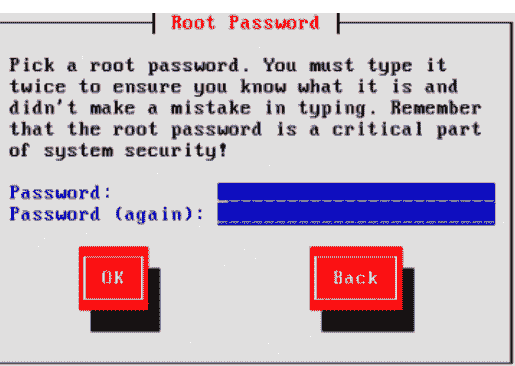 Root Password
Pick a root password. You must type it
twice to ensure you know what it is and
didn't make a mistake in typing. Remember
that the root password is a critical part
of system security!
Password:
Password (again):
OK Back